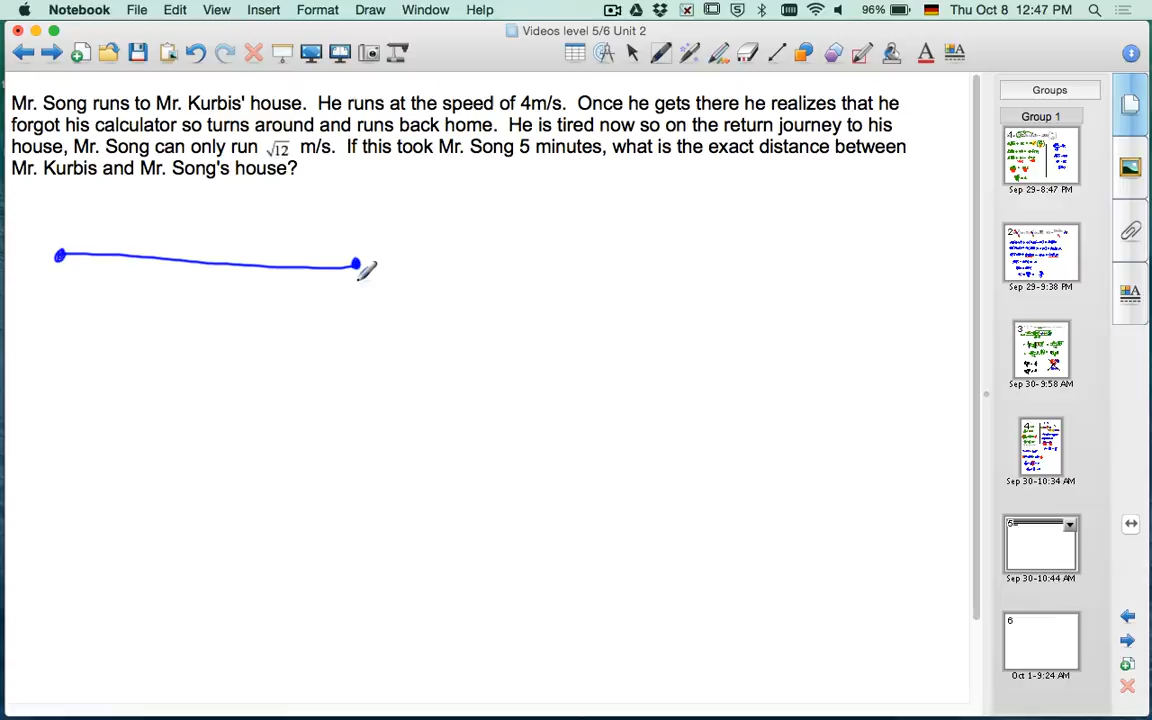 Notebook File Edit View Insert Format Draw Window Help 96% Thu Oct 8 12:47 PM
Videos level 5/6 Unit 2
Mr. Song runs to Mr. Kurbis' house. He runs at the speed of 4m/s. Once he gets there he realizes that he
forgot his calculator so turns around and runs back home. He is tired now so on the return journey to his
house, Mr. Song can only run √12 m/s. If this took Mr. Song 5 minutes, what is the exact distance between
Mr. Kurbis and Mr. Song's house?
Groups
Group 1
Sep 29-8:47 PM
2
Sep 29-9:38 PM
3
Sep 30-9:58 AM
4
Sep 30-10:34 AM
5
Sep 30-10:44 AM
6
Oct 1-9:24 AM